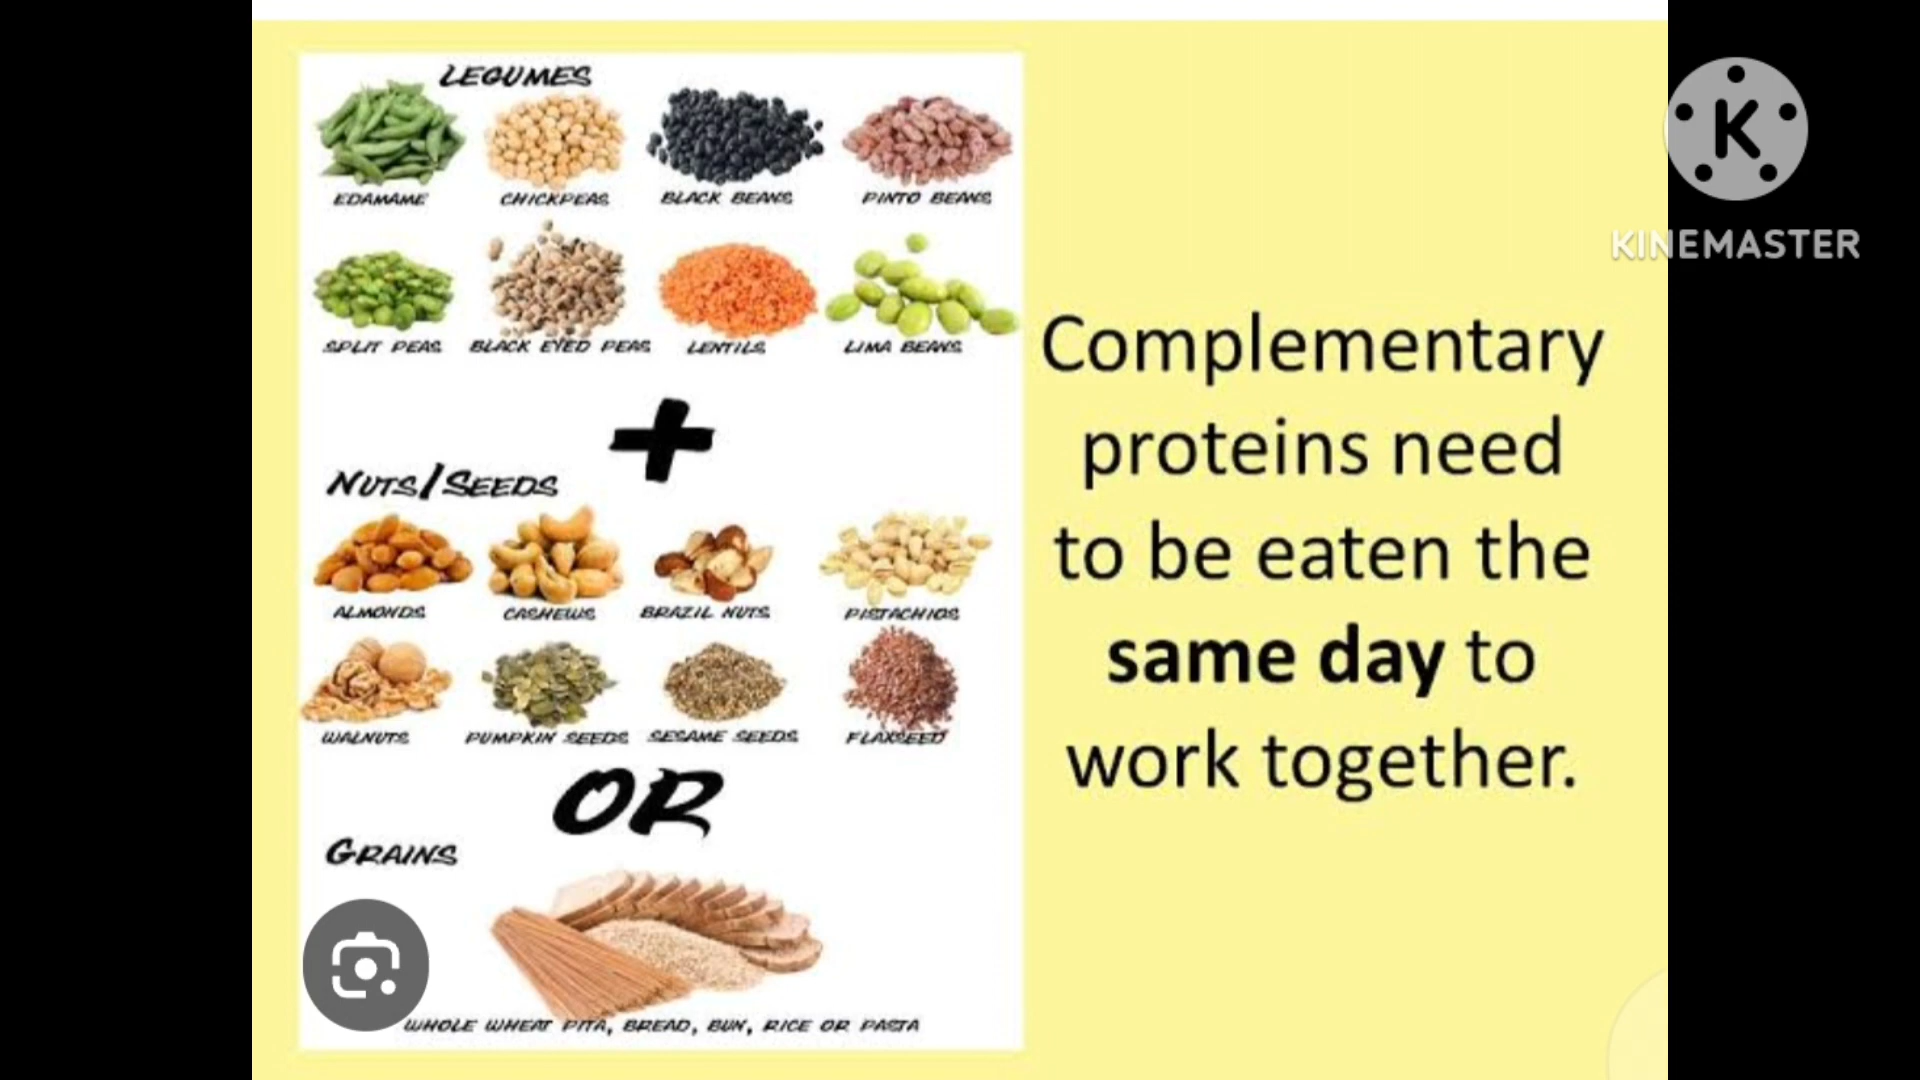 LEGUMES
EDAMAME CHICKPEAS BLACK BEANS PINTO BEANS
SPLIT PEAS BLACK EYED PEAS LENTILS LIMA BEANS
+
NUTS/SEEDS
ALMONDS CASHEWS BRAZIL NUTS PISTACHIOS
WALNUTS PUMPKIN SEEDS SESAME SEEDS FLAXSEED
OR
GRAINS
WHOLE WHEAT PITA, BREAD, BUN, RICE OR PASTA
Complementary
proteins need
to be eaten the
same day to
work together.
K
KINEMASTER